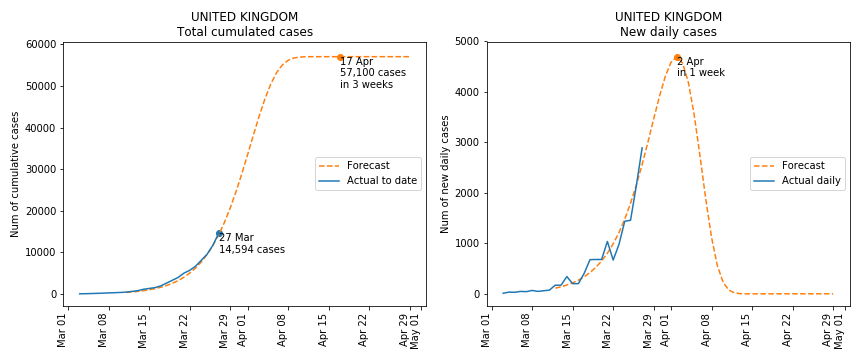 UNITED KINGDOM
Total cumulated cases
Num of cumulative cases
60000
50000
40000
30000
20000
10000
0
17 Apr
57,100 cases
in 3 weeks
Forecast
Actual to date
27 Mar
14,594 cases
Mar 01
Mar 08
Mar 15
Mar 22
Mar 29
Apr 01
Apr 08
Apr 15
Apr 22
Apr 29
May 01
UNITED KINGDOM
New daily cases
Num of new daily cases
5000
4000
3000
2000
1000
0
2 Apr
in 1 week
Forecast
Actual daily
Mar 01
Mar 08
Mar 15
Mar 22
Mar 29
Apr 01
Apr 08
Apr 15
Apr 22
Apr 29
May 01